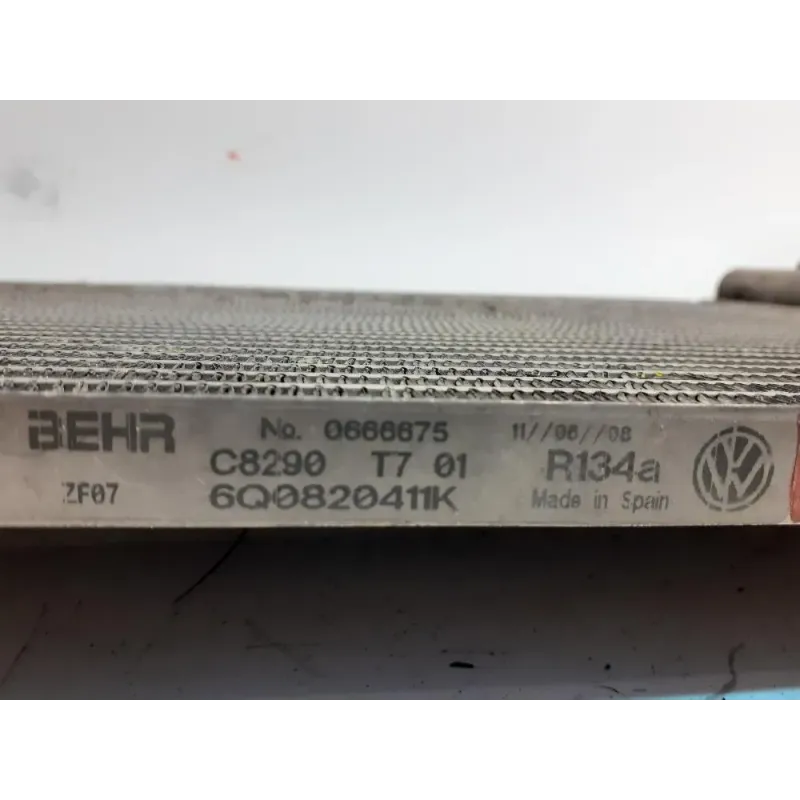 BEHR No. 0666675 11//06//08
C8290 T7 01 R134a
ZF07 6Q0820411K Made in Spain